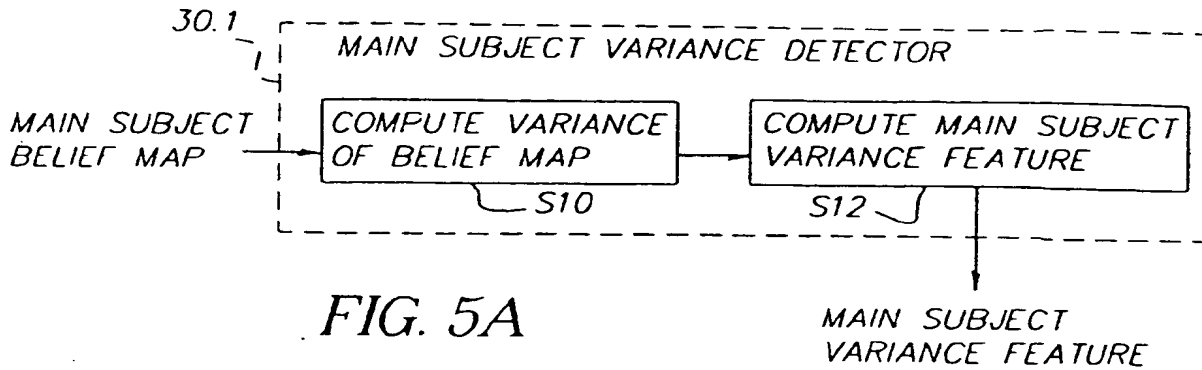 30.1
MAIN SUBJECT VARIANCE DETECTOR
MAIN SUBJECT
BELIEF MAP
COMPUTE VARIANCE
OF BELIEF MAP
S10
COMPUTE MAIN SUBJECT
VARIANCE FEATURE
S12
MAIN SUBJECT
VARIANCE FEATURE
FIG. 5A